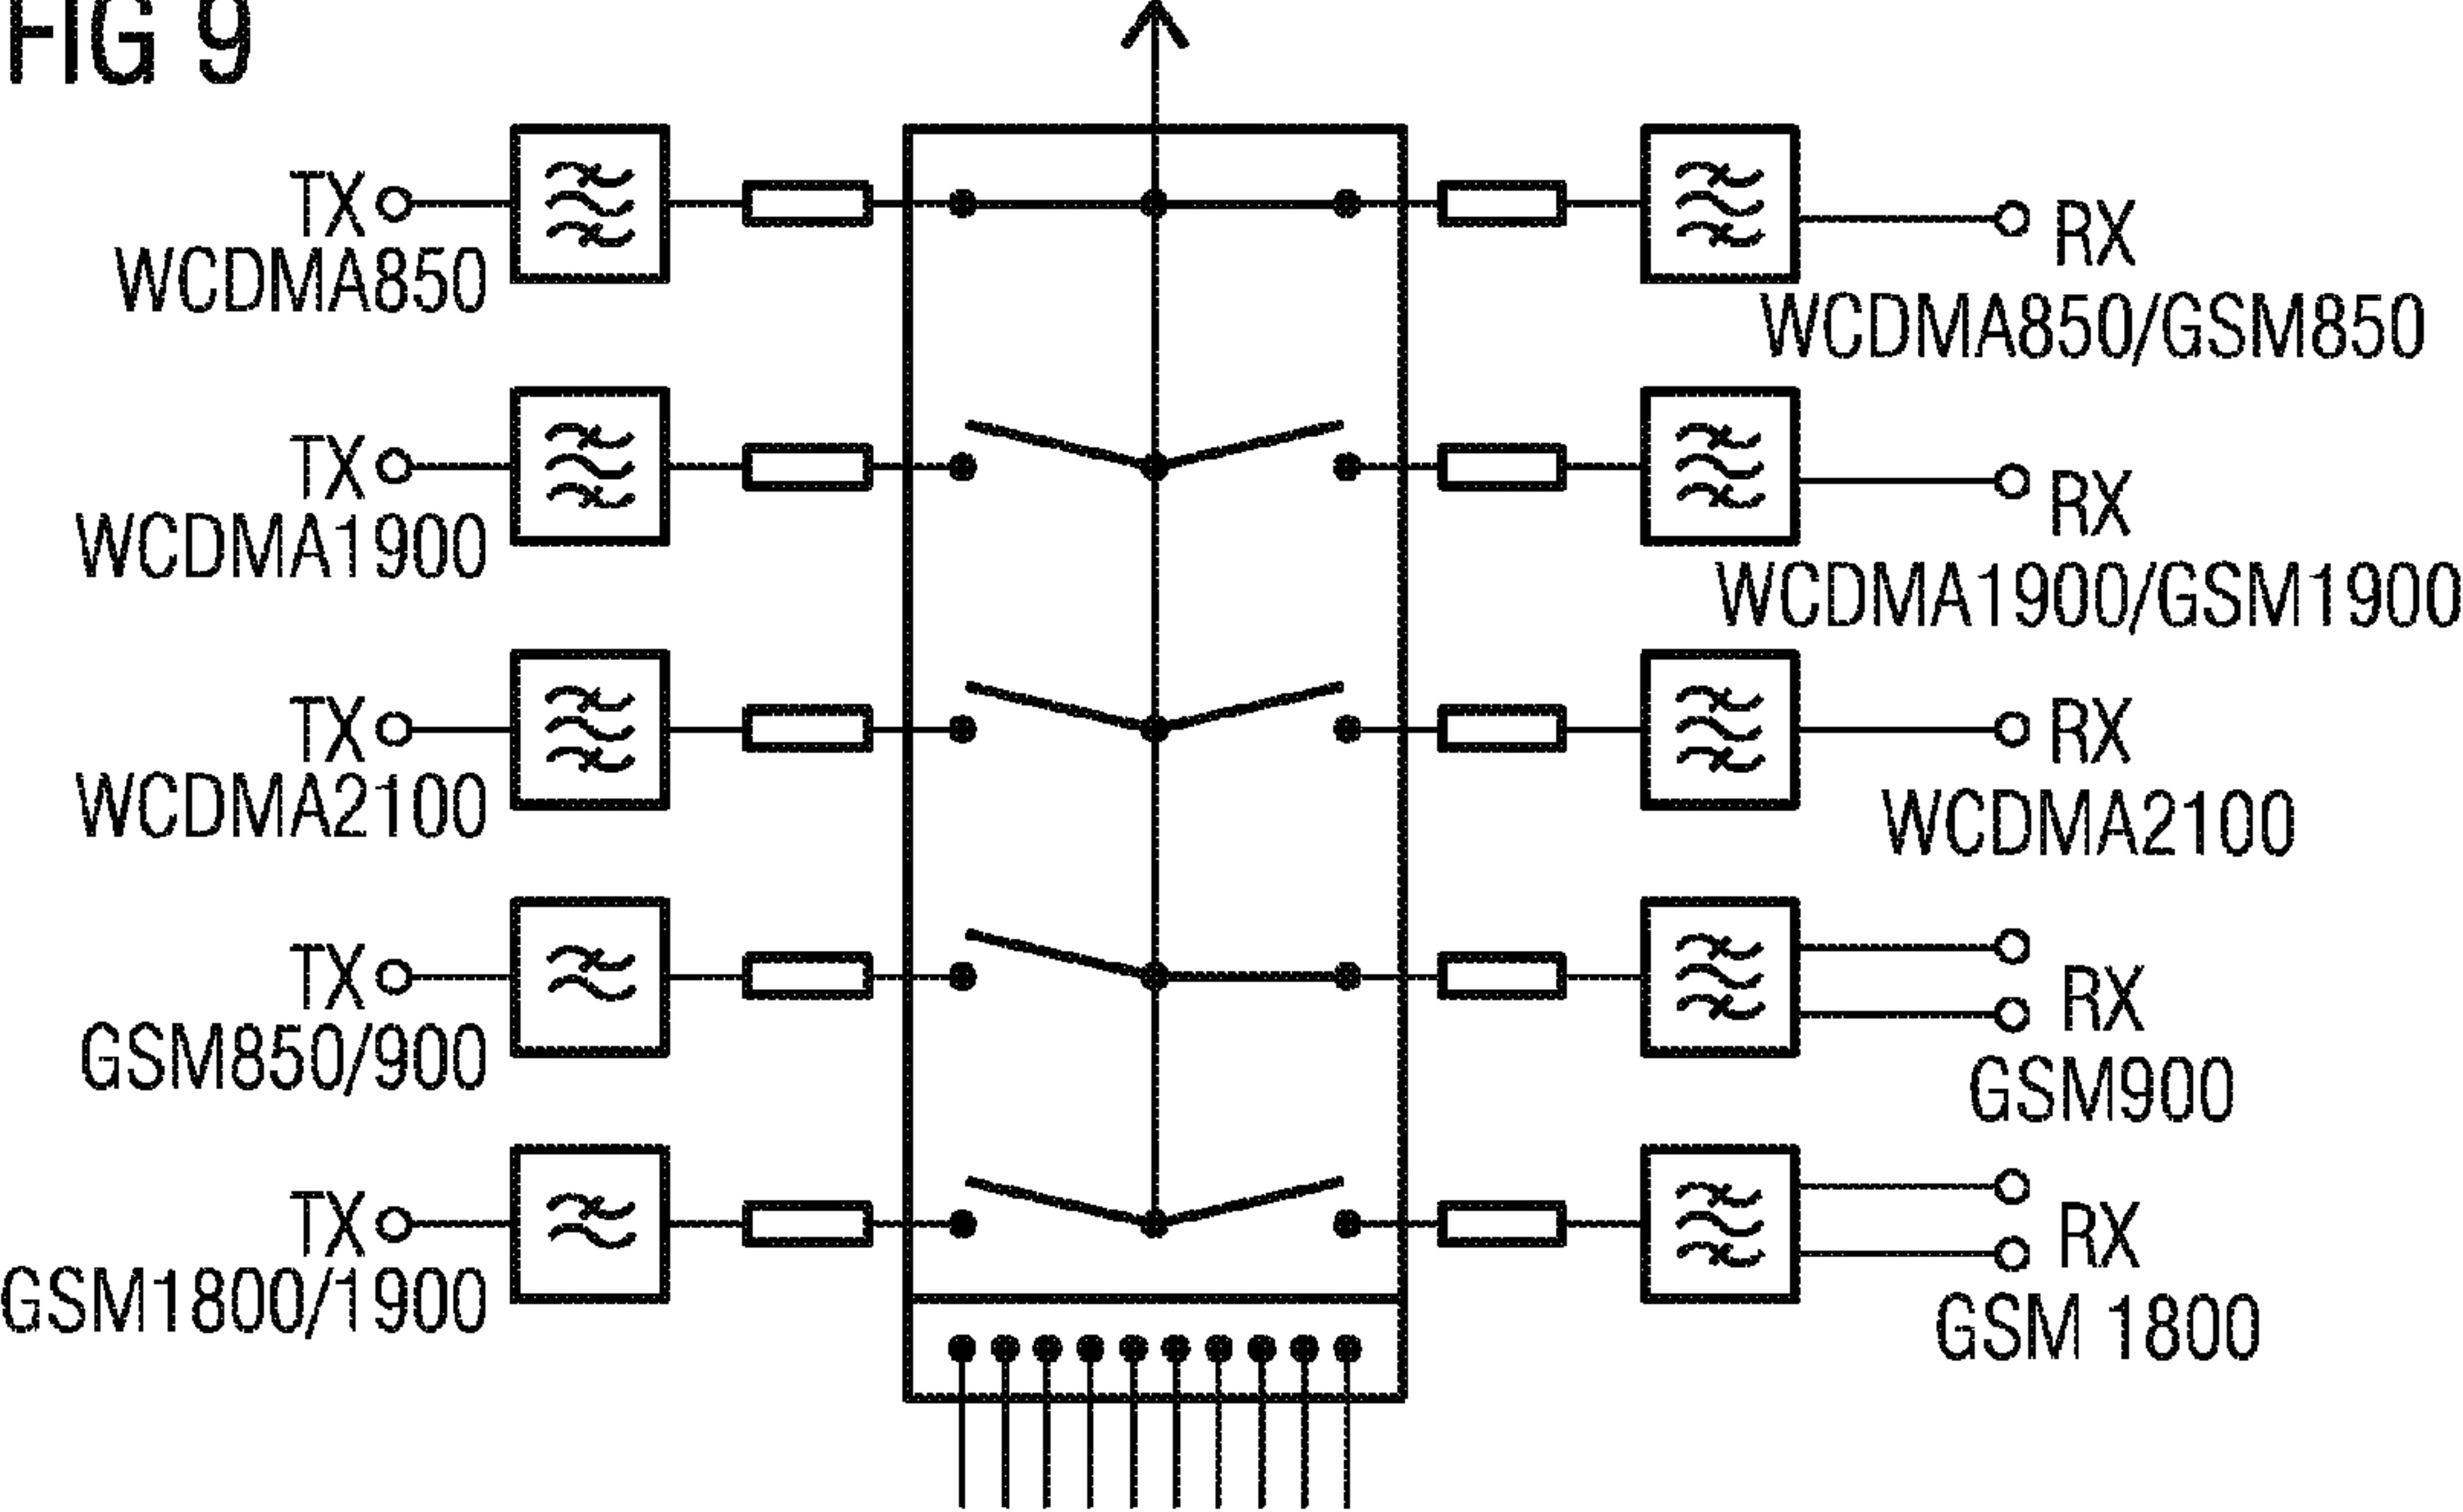 FIG 9
TX
WCDMA850
RX
WCDMA850/GSM850
TX
WCDMA1900
RX
WCDMA1900/GSM1900
TX
WCDMA2100
RX
WCDMA2100
TX
GSM850/900
RX
GSM900
TX
GSM1800/1900
RX
GSM 1800